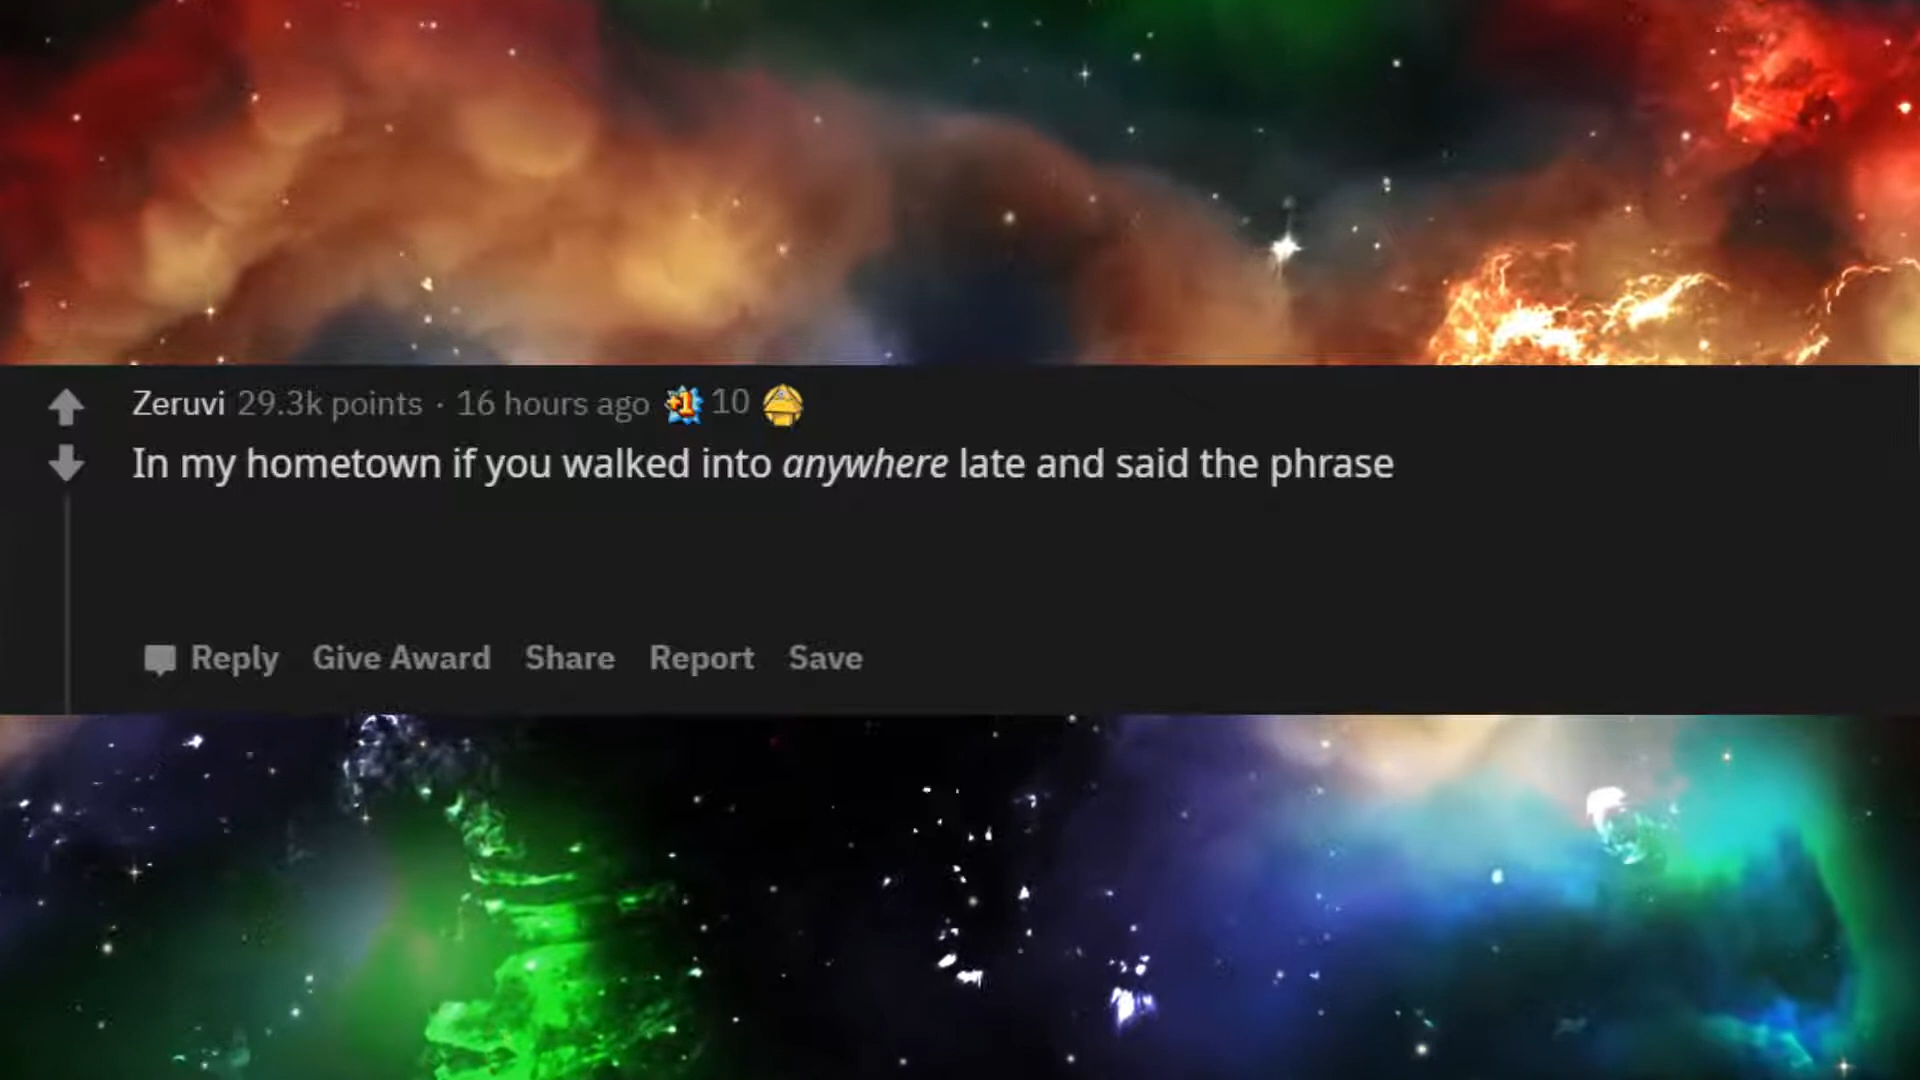 Zeruvi 29.3k points · 16 hours ago +1 10
In my hometown if you walked into anywhere late and said the phrase
Reply Give Award Share Report Save